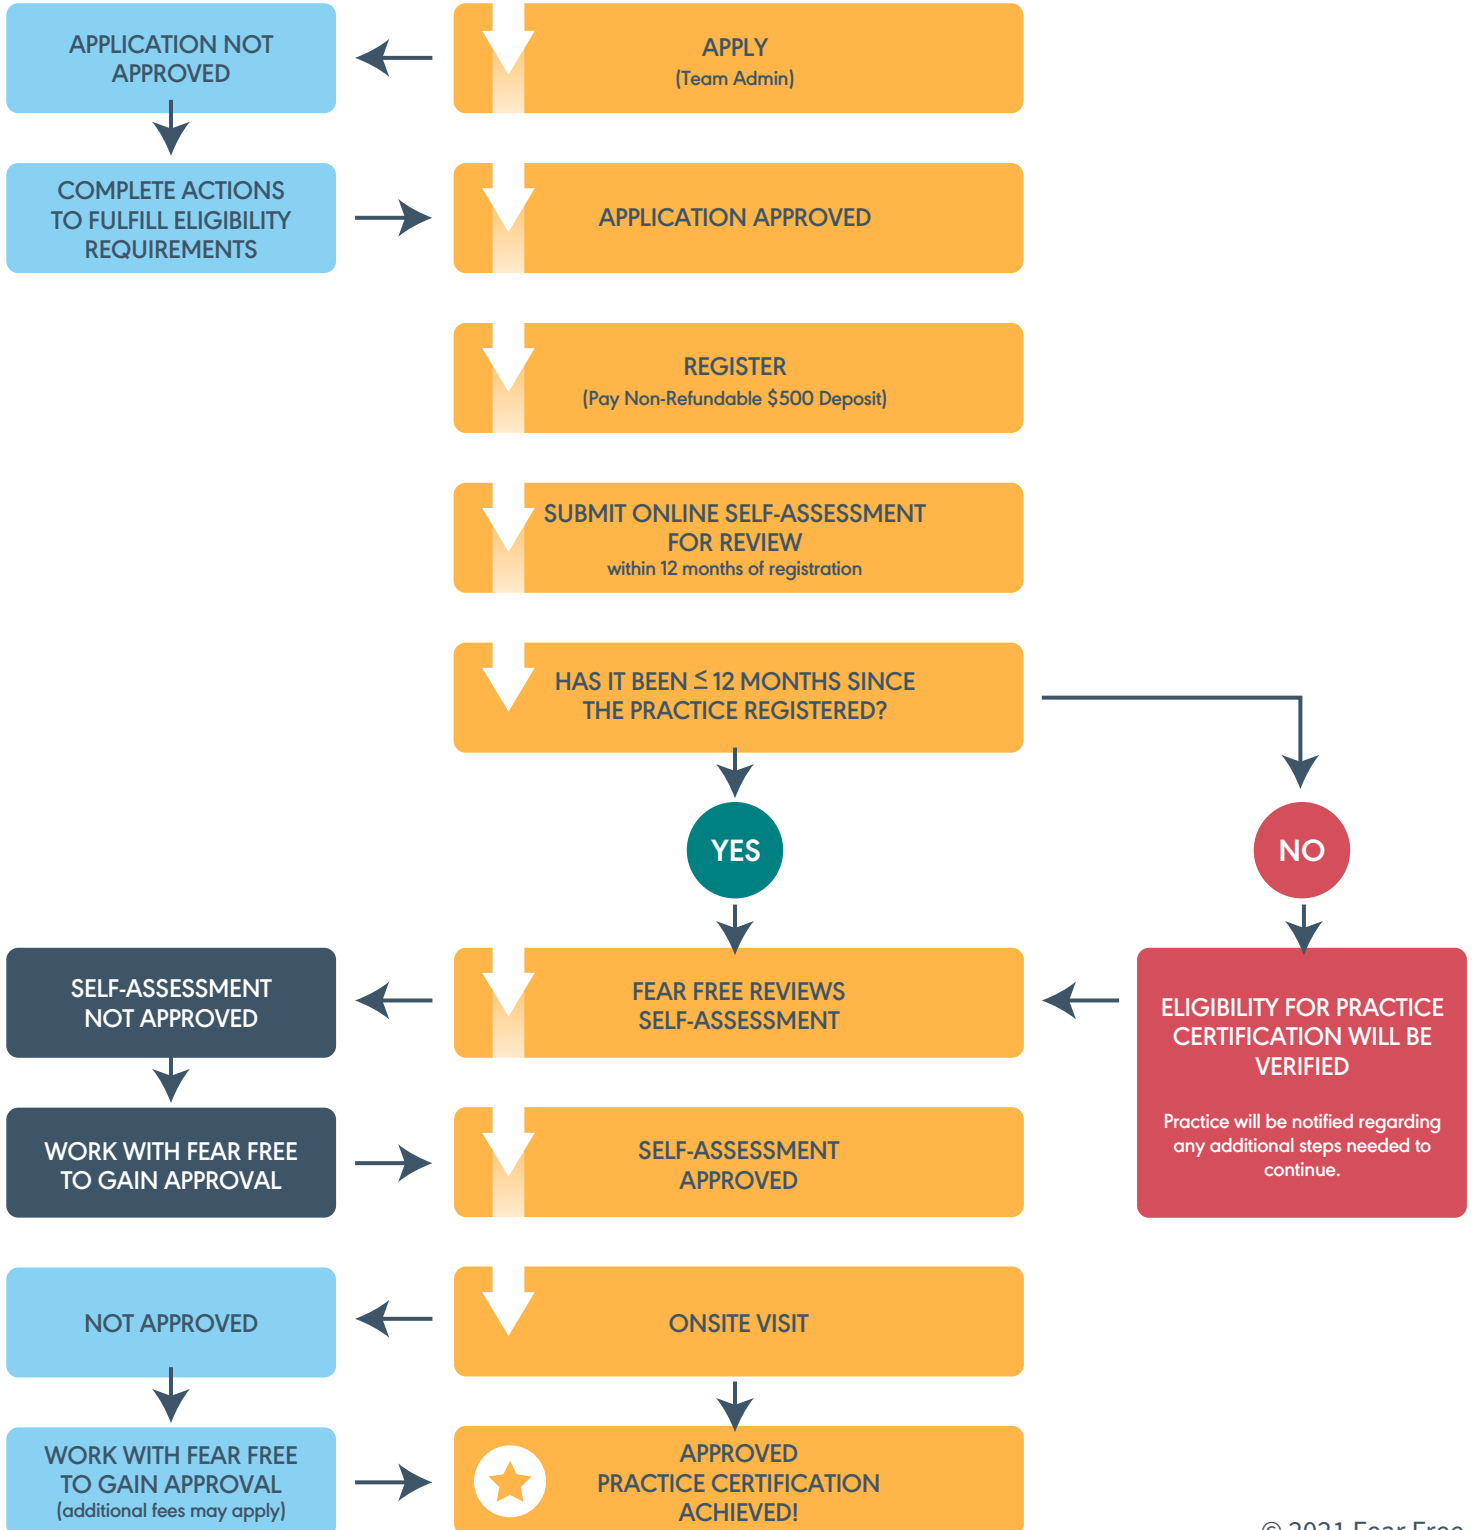 APPLICATION NOT
APPROVED
APPLY
(Team Admin)
COMPLETE ACTIONS
TO FULFILL ELIGIBILITY
REQUIREMENTS
APPLICATION APPROVED
REGISTER
(Pay Non-Refundable $500 Deposit)
SUBMIT ONLINE SELF-ASSESSMENT
FOR REVIEW
within 12 months of registration
HAS IT BEEN ≤ 12 MONTHS SINCE
THE PRACTICE REGISTERED?
YES
NO
SELF-ASSESSMENT
NOT APPROVED
FEAR FREE REVIEWS
SELF-ASSESSMENT
ELIGIBILITY FOR PRACTICE
CERTIFICATION WILL BE
VERIFIED
Practice will be notified regarding
any additional steps needed to
continue.
WORK WITH FEAR FREE
TO GAIN APPROVAL
SELF-ASSESSMENT
APPROVED
NOT APPROVED
ONSITE VISIT
WORK WITH FEAR FREE
TO GAIN APPROVAL
(additional fees may apply)
APPROVED
PRACTICE CERTIFICATION
ACHIEVED!
© 2021 Fear Free